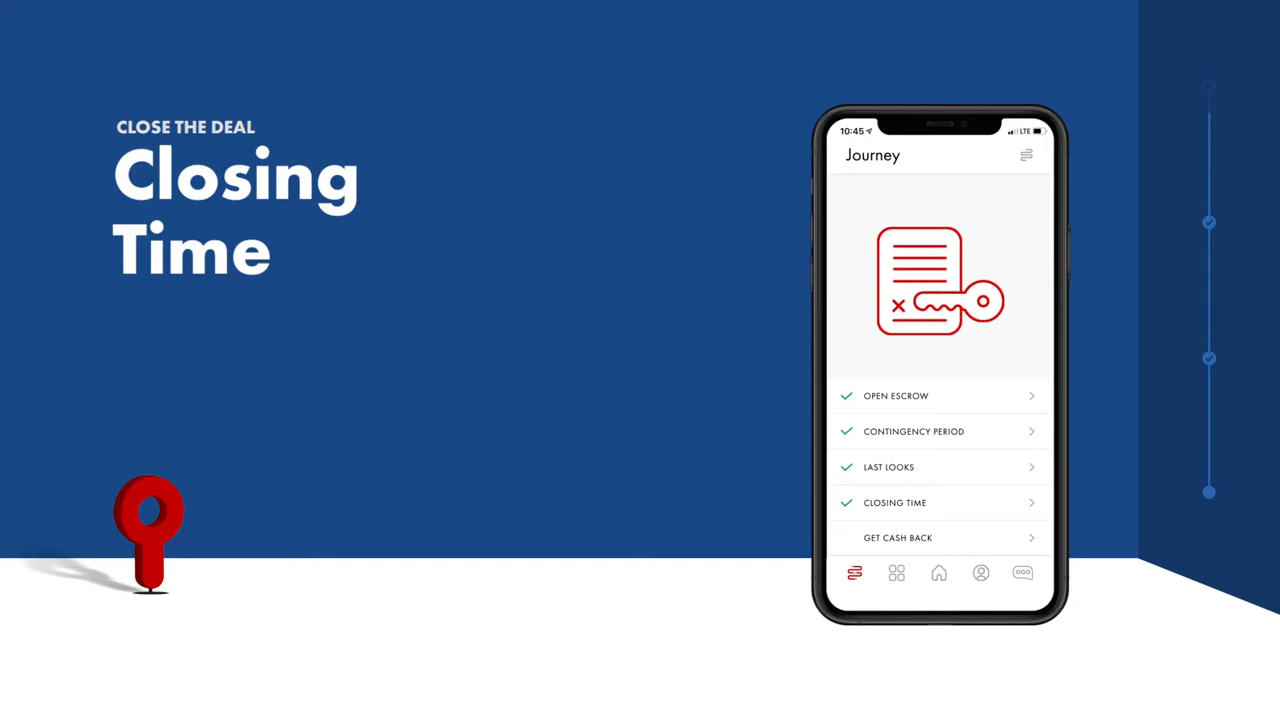 CLOSE THE DEAL
Closing
Time
10:45
LTE
Journey
OPEN ESCROW
CONTINGENCY PERIOD
LAST LOOKS
CLOSING TIME
GET CASH BACK